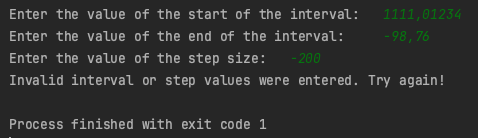 Enter the value of the start of the interval: 1111,01234
Enter the value of the end of the interval: -98,76
Enter the value of the step size: -200
Invalid interval or step values were entered. Try again!
Process finished with exit code 1